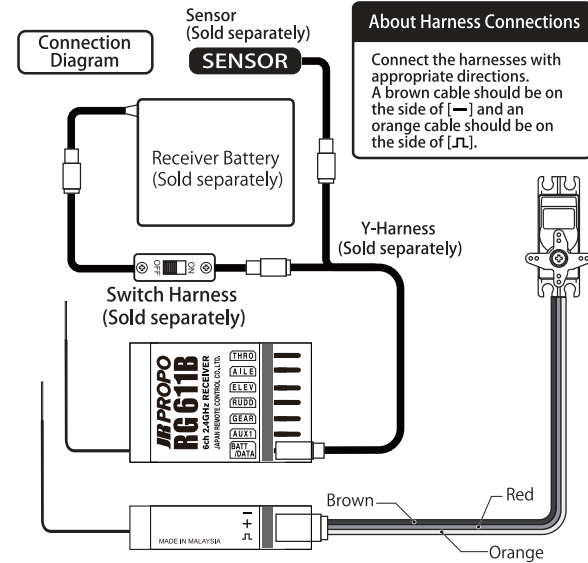 Connection
Diagram
Sensor
(Sold separately)
SENSOR
About Harness Connections
Connect the harnesses with
appropriate directions.
A brown cable should be on
the side of [━] and an
orange cable should be on
the side of [⎍].
Receiver Battery
(Sold separately)
Y-Harness
(Sold separately)
OFF
ON
Switch Harness
(Sold separately)
JR PROPO
RG611B
6ch 2.4GHz RECEIVER
JAPAN REMOTE CONTROL CO.,LTD.
THRO
AILE
ELEV
RUDD
GEAR
AUX1
BATT
/DATA
MADE IN MALAYSIA
−
+
⎍
Brown
Red
Orange